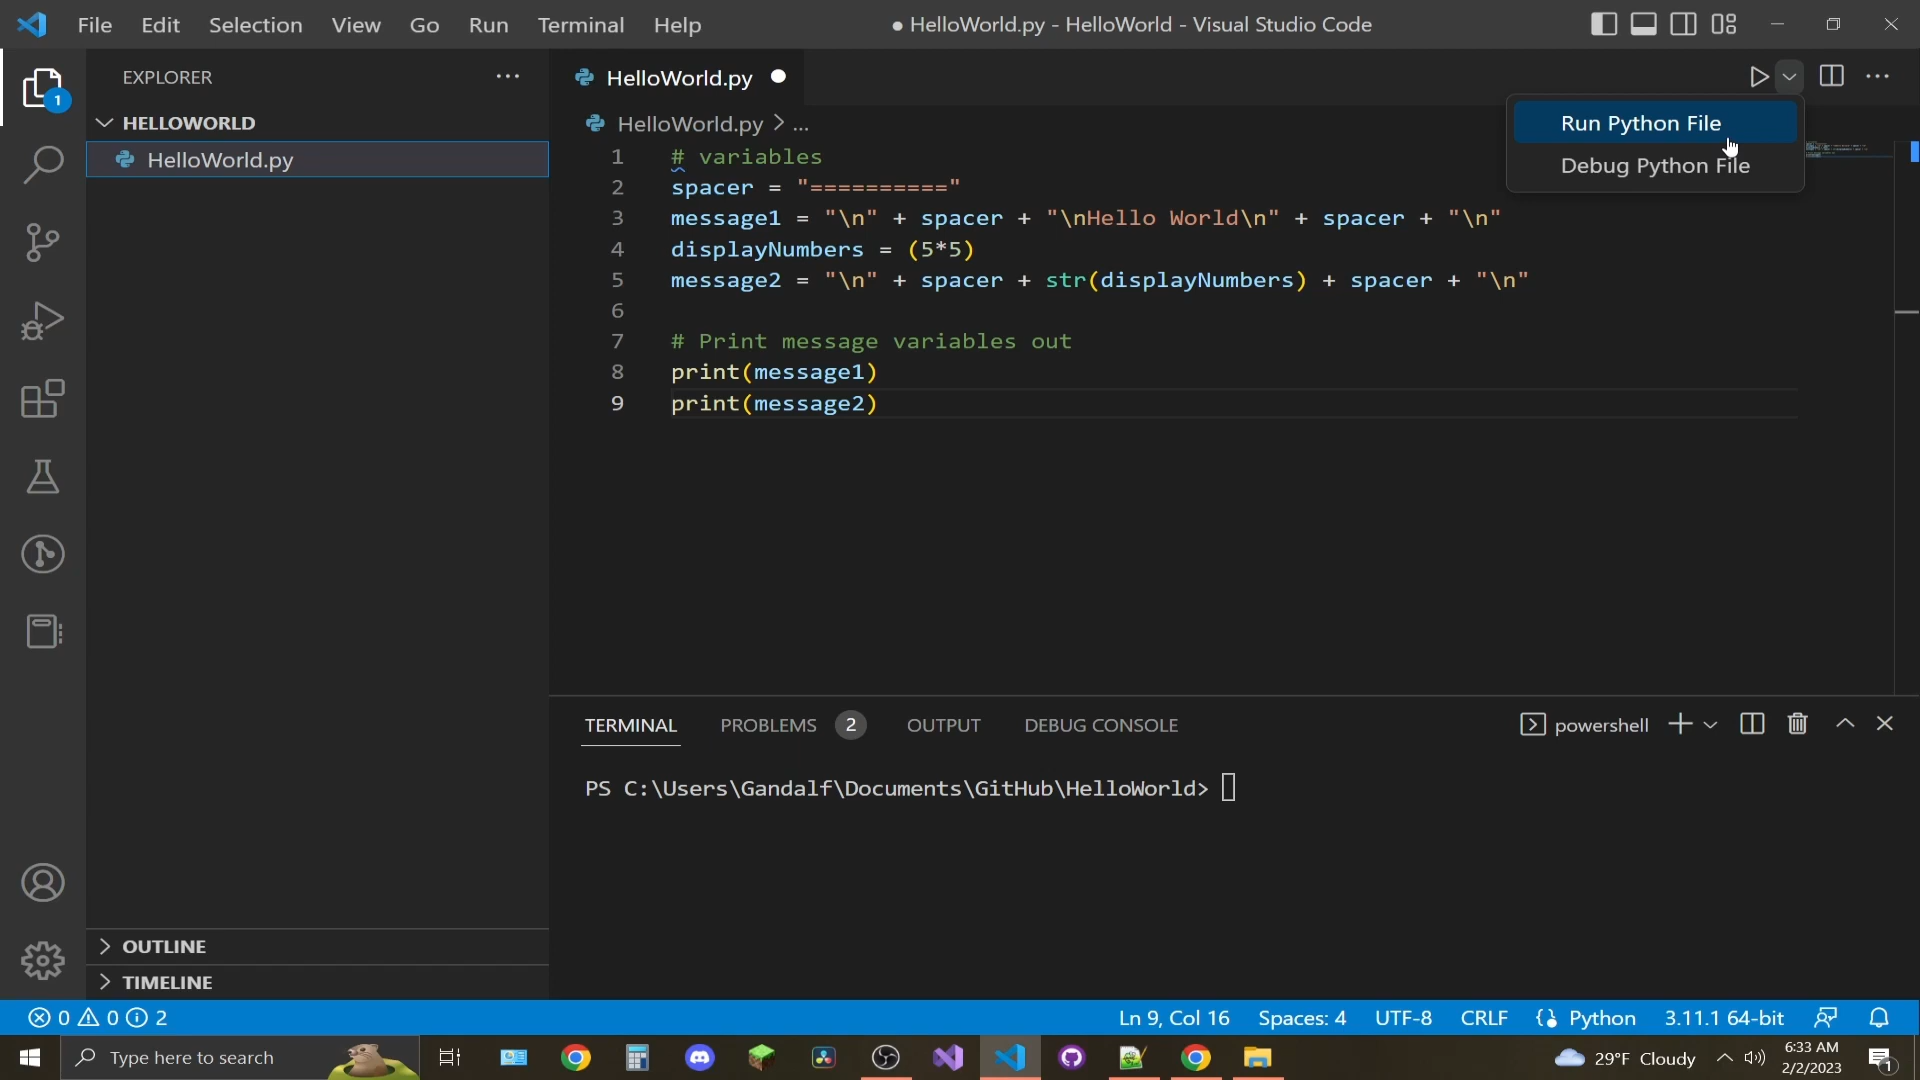 File Edit Selection View Go Run Terminal Help
● HelloWorld.py - HelloWorld - Visual Studio Code
EXPLORER
1
HELLOWORLD
HelloWorld.py
OUTLINE
TIMELINE
HelloWorld.py
HelloWorld.py > ...
Run Python File
Debug Python File
1 # variables
2 spacer = "=========="
3 message1 = "\n" + spacer + "\nHello World\n" + spacer + "\n"
4 displayNumbers = (5*5)
5 message2 = "\n" + spacer + str(displayNumbers) + spacer + "\n"
6
7 # Print message variables out
8 print(message1)
9 print(message2)
TERMINAL PROBLEMS 2 OUTPUT DEBUG CONSOLE
powershell
PS C:\Users\Gandalf\Documents\GitHub\HelloWorld>
0 0 2
Ln 9, Col 16 Spaces: 4 UTF-8 CRLF Python 3.11.1 64-bit
Type here to search
29°F Cloudy
6:33 AM
2/2/2023
1